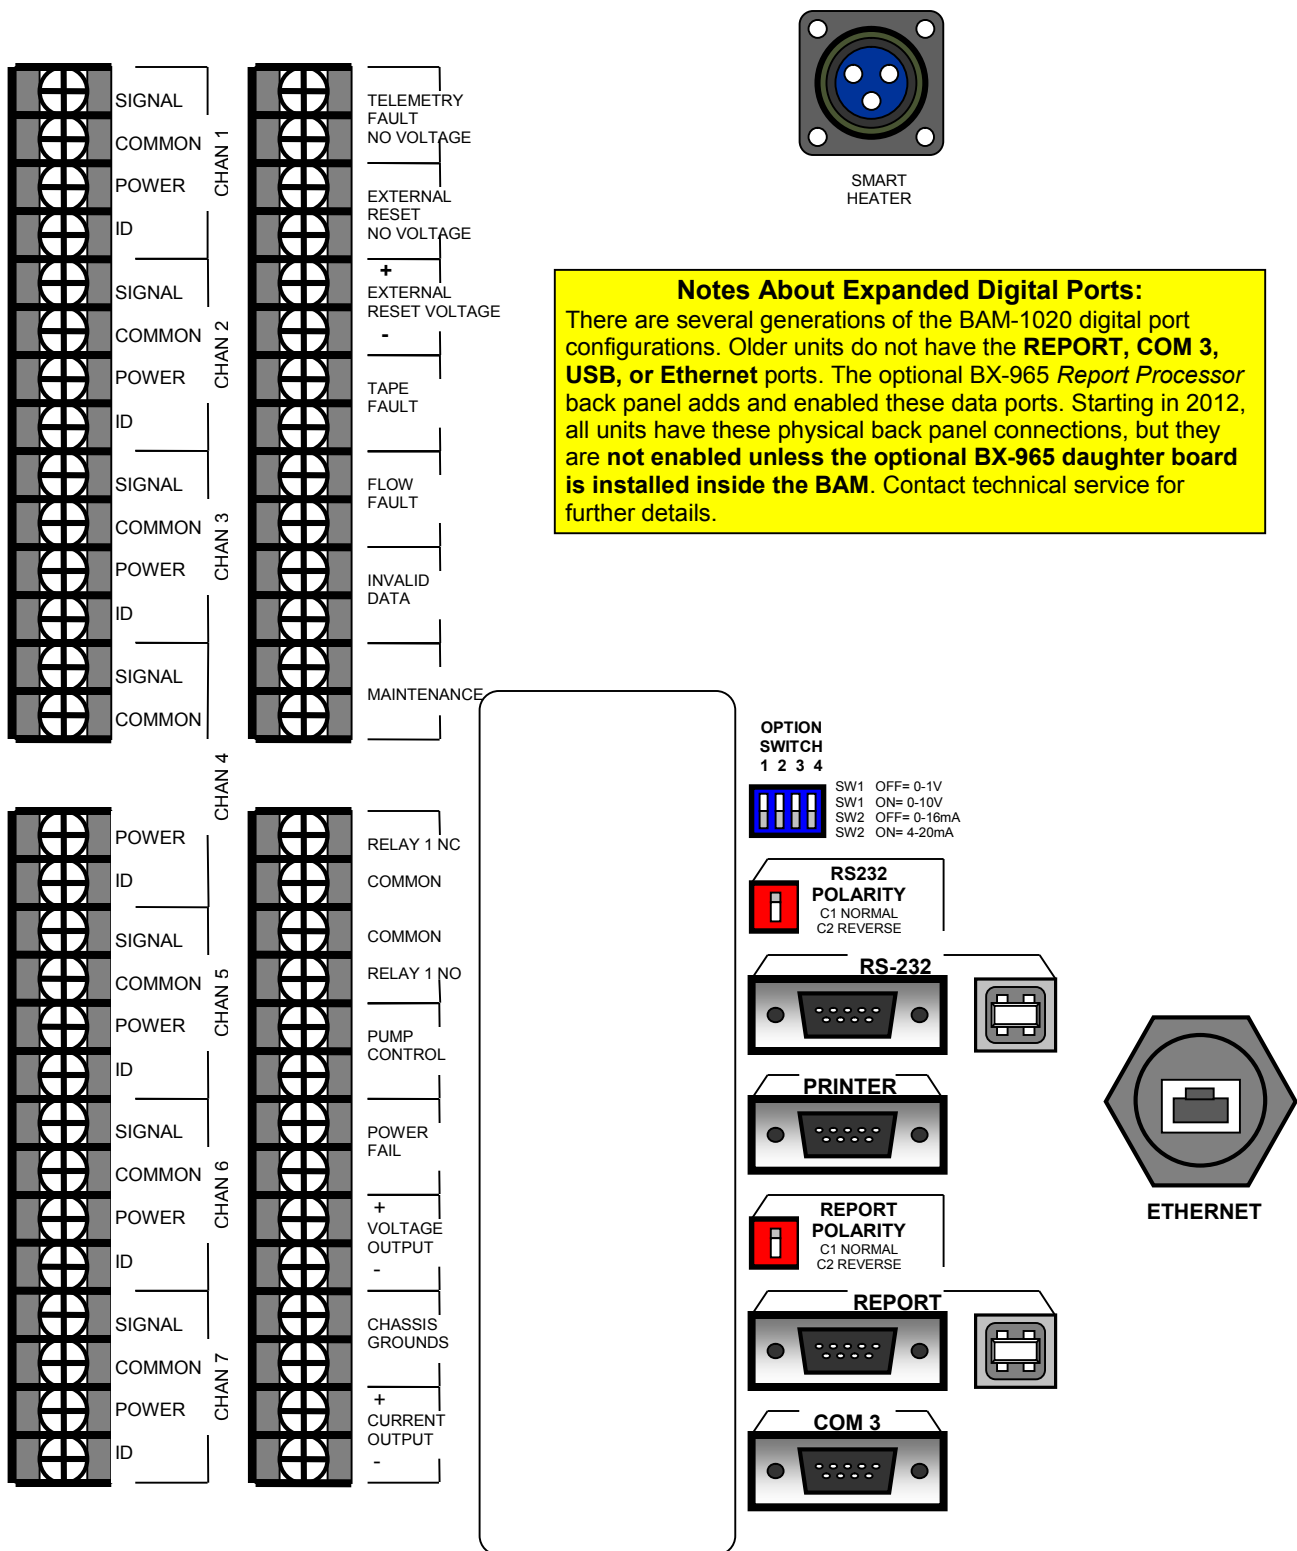 SIGNAL
COMMON
POWER
ID
CHAN 1
SIGNAL
COMMON
POWER
ID
CHAN 2
SIGNAL
COMMON
POWER
ID
CHAN 3
SIGNAL
COMMON
CHAN 4
POWER
ID
SIGNAL
COMMON
POWER
ID
CHAN 5
SIGNAL
COMMON
POWER
ID
CHAN 6
SIGNAL
COMMON
POWER
ID
CHAN 7
TELEMETRY
FAULT
NO VOLTAGE
EXTERNAL
RESET
NO VOLTAGE
+
EXTERNAL
RESET VOLTAGE
-
TAPE
FAULT
FLOW
FAULT
INVALID
DATA
MAINTENANCE
RELAY 1 NC
COMMON
COMMON
RELAY 1 NO
PUMP
CONTROL
POWER
FAIL
+
VOLTAGE
OUTPUT
-
CHASSIS
GROUNDS
+
CURRENT
OUTPUT
-
SMART
HEATER
Notes About Expanded Digital Ports:
There are several generations of the BAM-1020 digital port
configurations. Older units do not have the REPORT, COM 3,
USB, or Ethernet ports. The optional BX-965 Report Processor
back panel adds and enabled these data ports. Starting in 2012,
all units have these physical back panel connections, but they
are not enabled unless the optional BX-965 daughter board
is installed inside the BAM. Contact technical service for
further details.
OPTION
SWITCH
1 2 3 4
SW1 OFF= 0-1V
SW1 ON= 0-10V
SW2 OFF= 0-16mA
SW2 ON= 4-20mA
RS232
POLARITY
C1 NORMAL
C2 REVERSE
RS-232
PRINTER
REPORT
POLARITY
C1 NORMAL
C2 REVERSE
REPORT
COM 3
ETHERNET